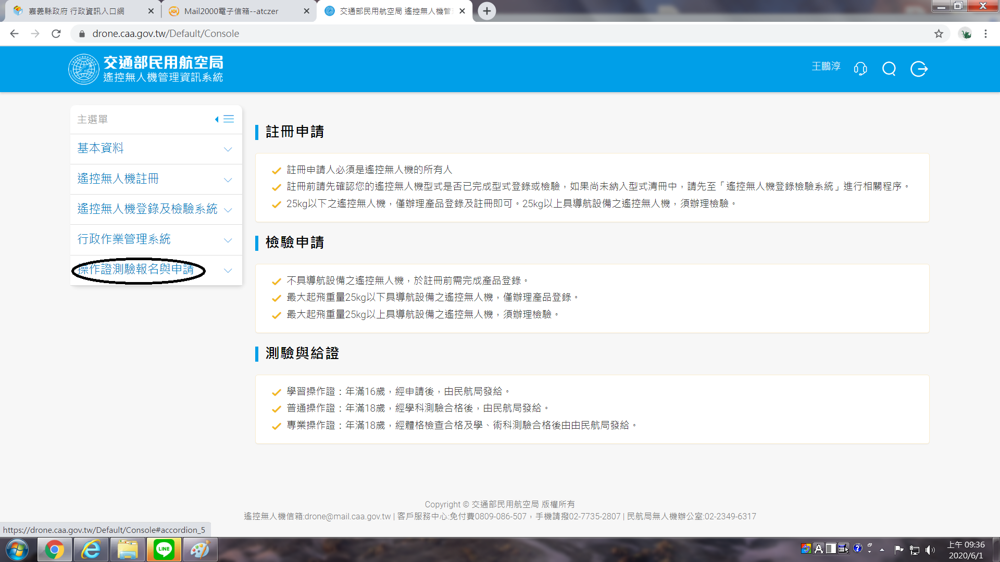 嘉義縣政府 行政資訊入口網
Mail2000電子信箱--atczer
交通部民用航空局 遙控無人機管
drone.caa.gov.tw/Default/Console
交通部民用航空局
遙控無人機管理資訊系統
王鵬淳
主選單
基本資料
遙控無人機註冊
遙控無人機登錄及檢驗系統
行政作業管理系統
操作證測驗報名與申請
註冊申請
註冊申請人必須是遙控無人機的所有人
註冊前請先確認您的遙控無人機型式是否已完成型式登錄或檢驗，如果尚未納入型式清冊中，請先至「遙控無人機登錄檢驗系統」進行相關程序。
25kg以下之遙控無人機，僅辦理產品登錄及註冊即可。25kg以上具導航設備之遙控無人機，須辦理檢驗。
檢驗申請
不具導航設備之遙控無人機，於註冊前需完成產品登錄。
最大起飛重量25kg以下具導航設備之遙控無人機，僅辦理產品登錄。
最大起飛重量25kg以上具導航設備之遙控無人機，須辦理檢驗。
測驗與給證
學習操作證：年滿16歲，經申請後，由民航局發給。
普通操作證：年滿18歲，經學科測驗合格後，由民航局發給。
專業操作證：年滿18歲，經體格檢查合格及學、術科測驗合格後由由民航局發給。
Copyright © 交通部民用航空局 版權所有
遙控無人機信箱:drone@mail.caa.gov.tw | 客戶服務中心:免付費0809-086-507，手機請撥02-7735-2807 | 民航局無人機辦公室:02-2349-6317
https://drone.caa.gov.tw/Default/Console#accordion_5
LINE
A
上午 09:36
2020/6/1